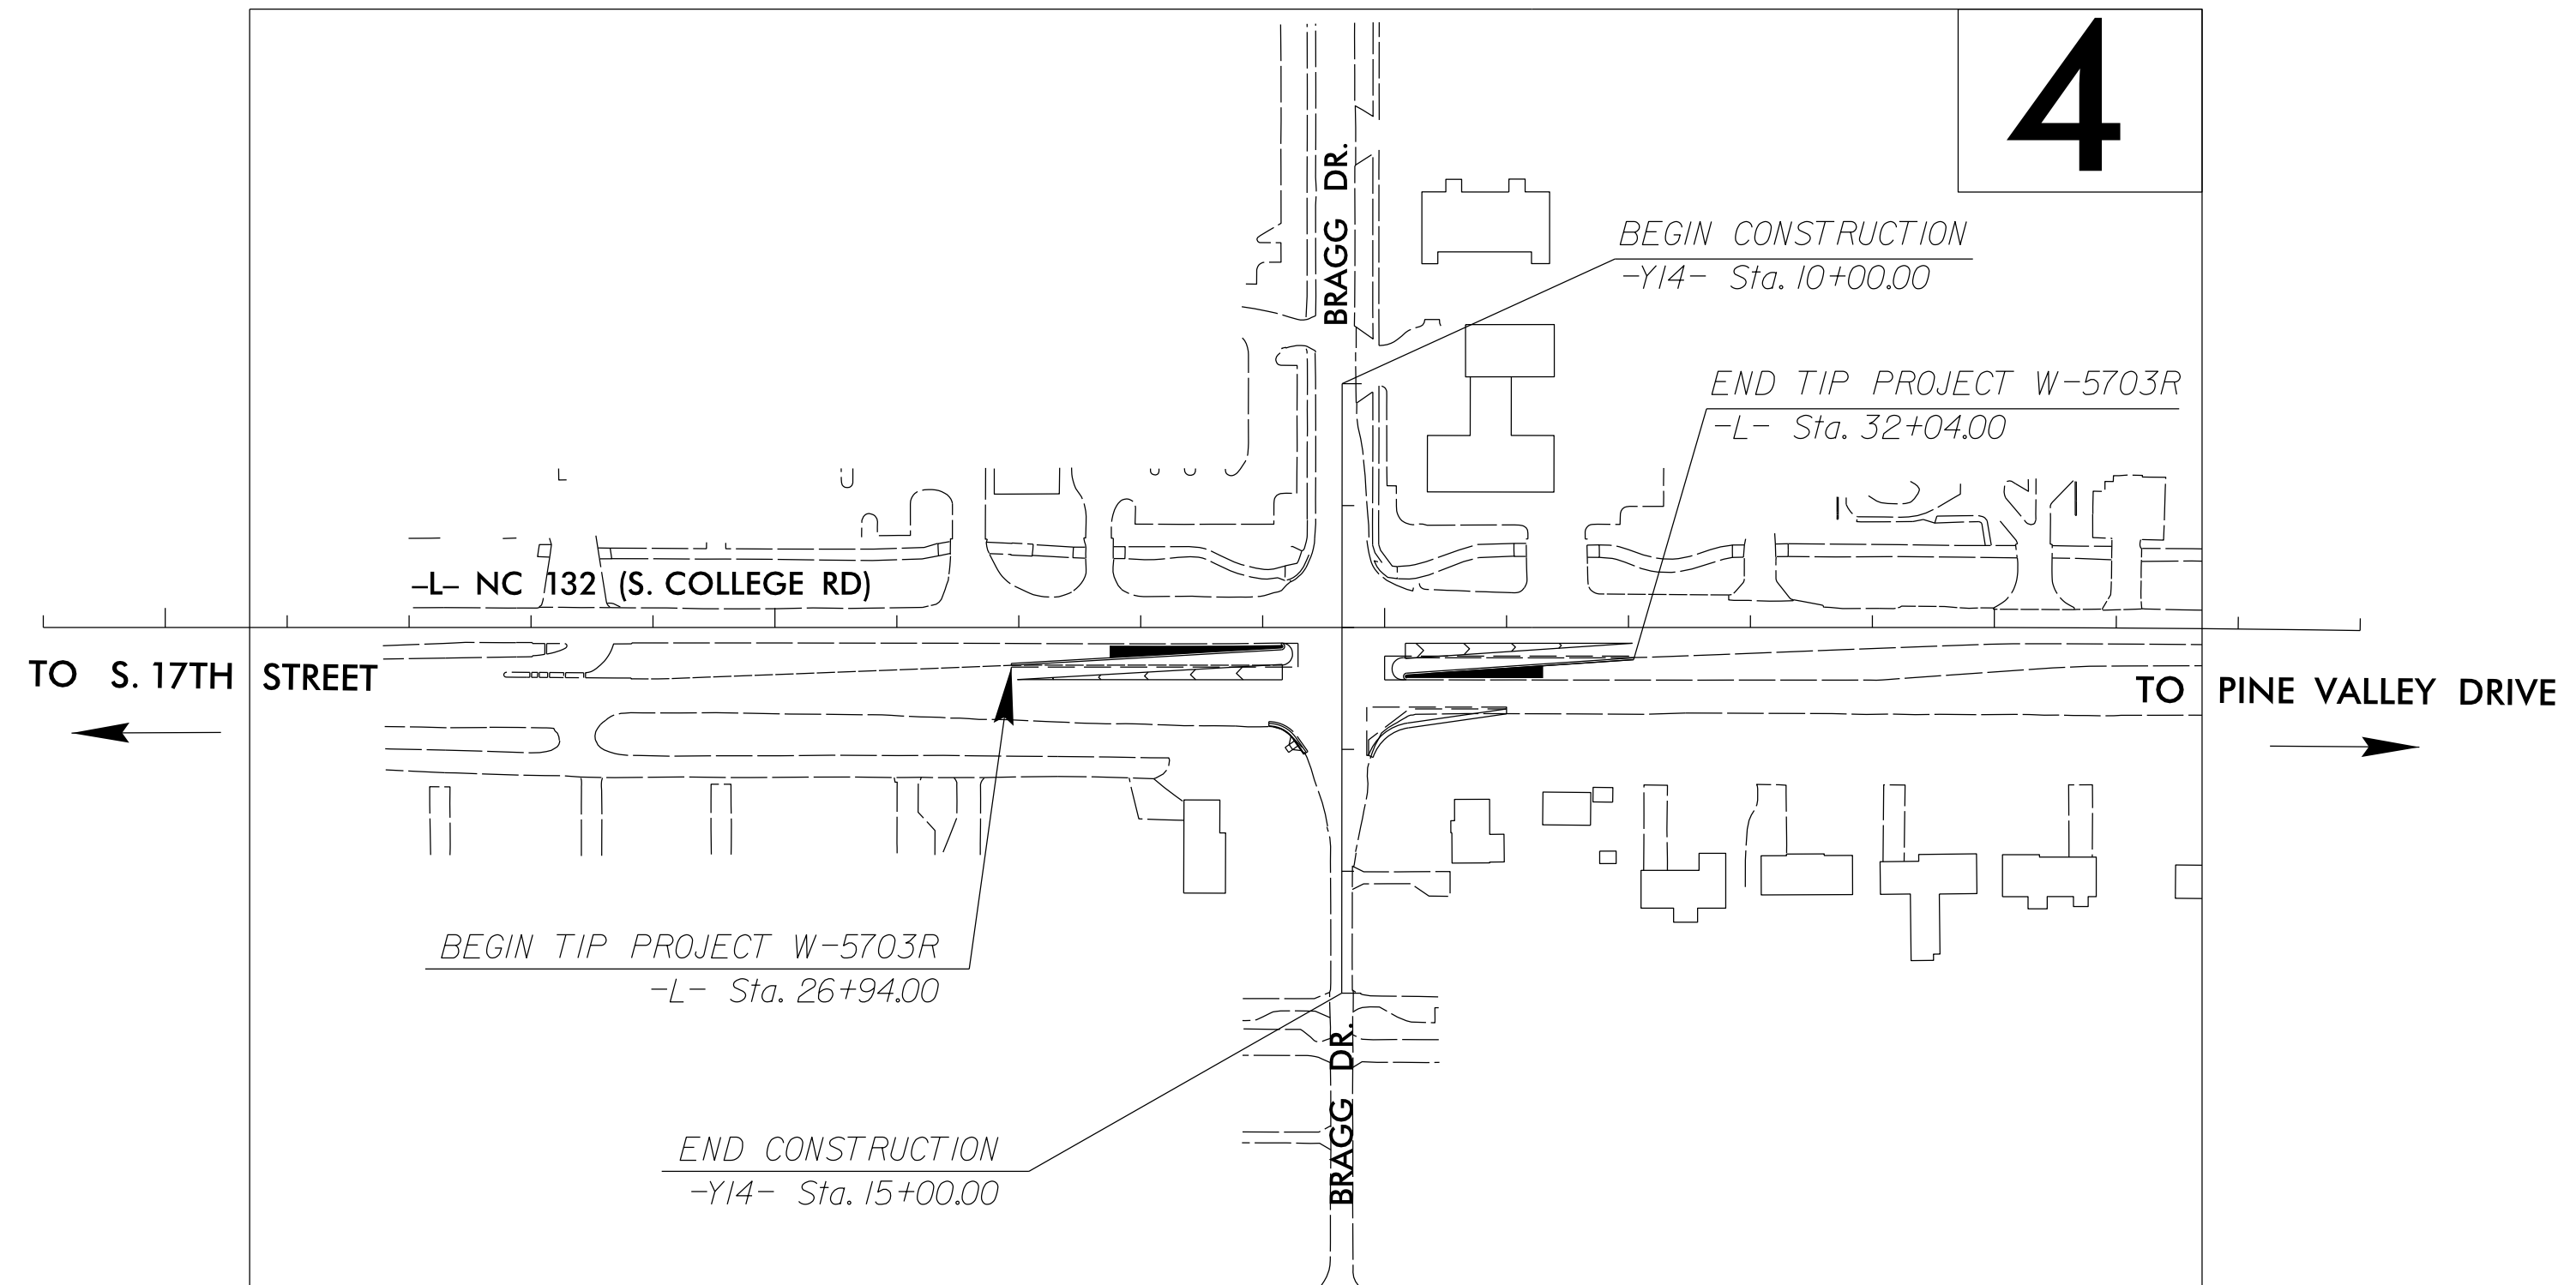 4
BRAGG DR.
BEGIN CONSTRUCTION
-Y14- Sta. 10+00.00
END TIP PROJECT W-5703R
-L- Sta. 32+04.00
-L- NC 132 (S. COLLEGE RD)
TO S. 17TH STREET
TO PINE VALLEY DRIVE
BEGIN TIP PROJECT W-5703R
-L- Sta. 26+94.00
BRAGG DR.
END CONSTRUCTION
-Y14- Sta. 15+00.00